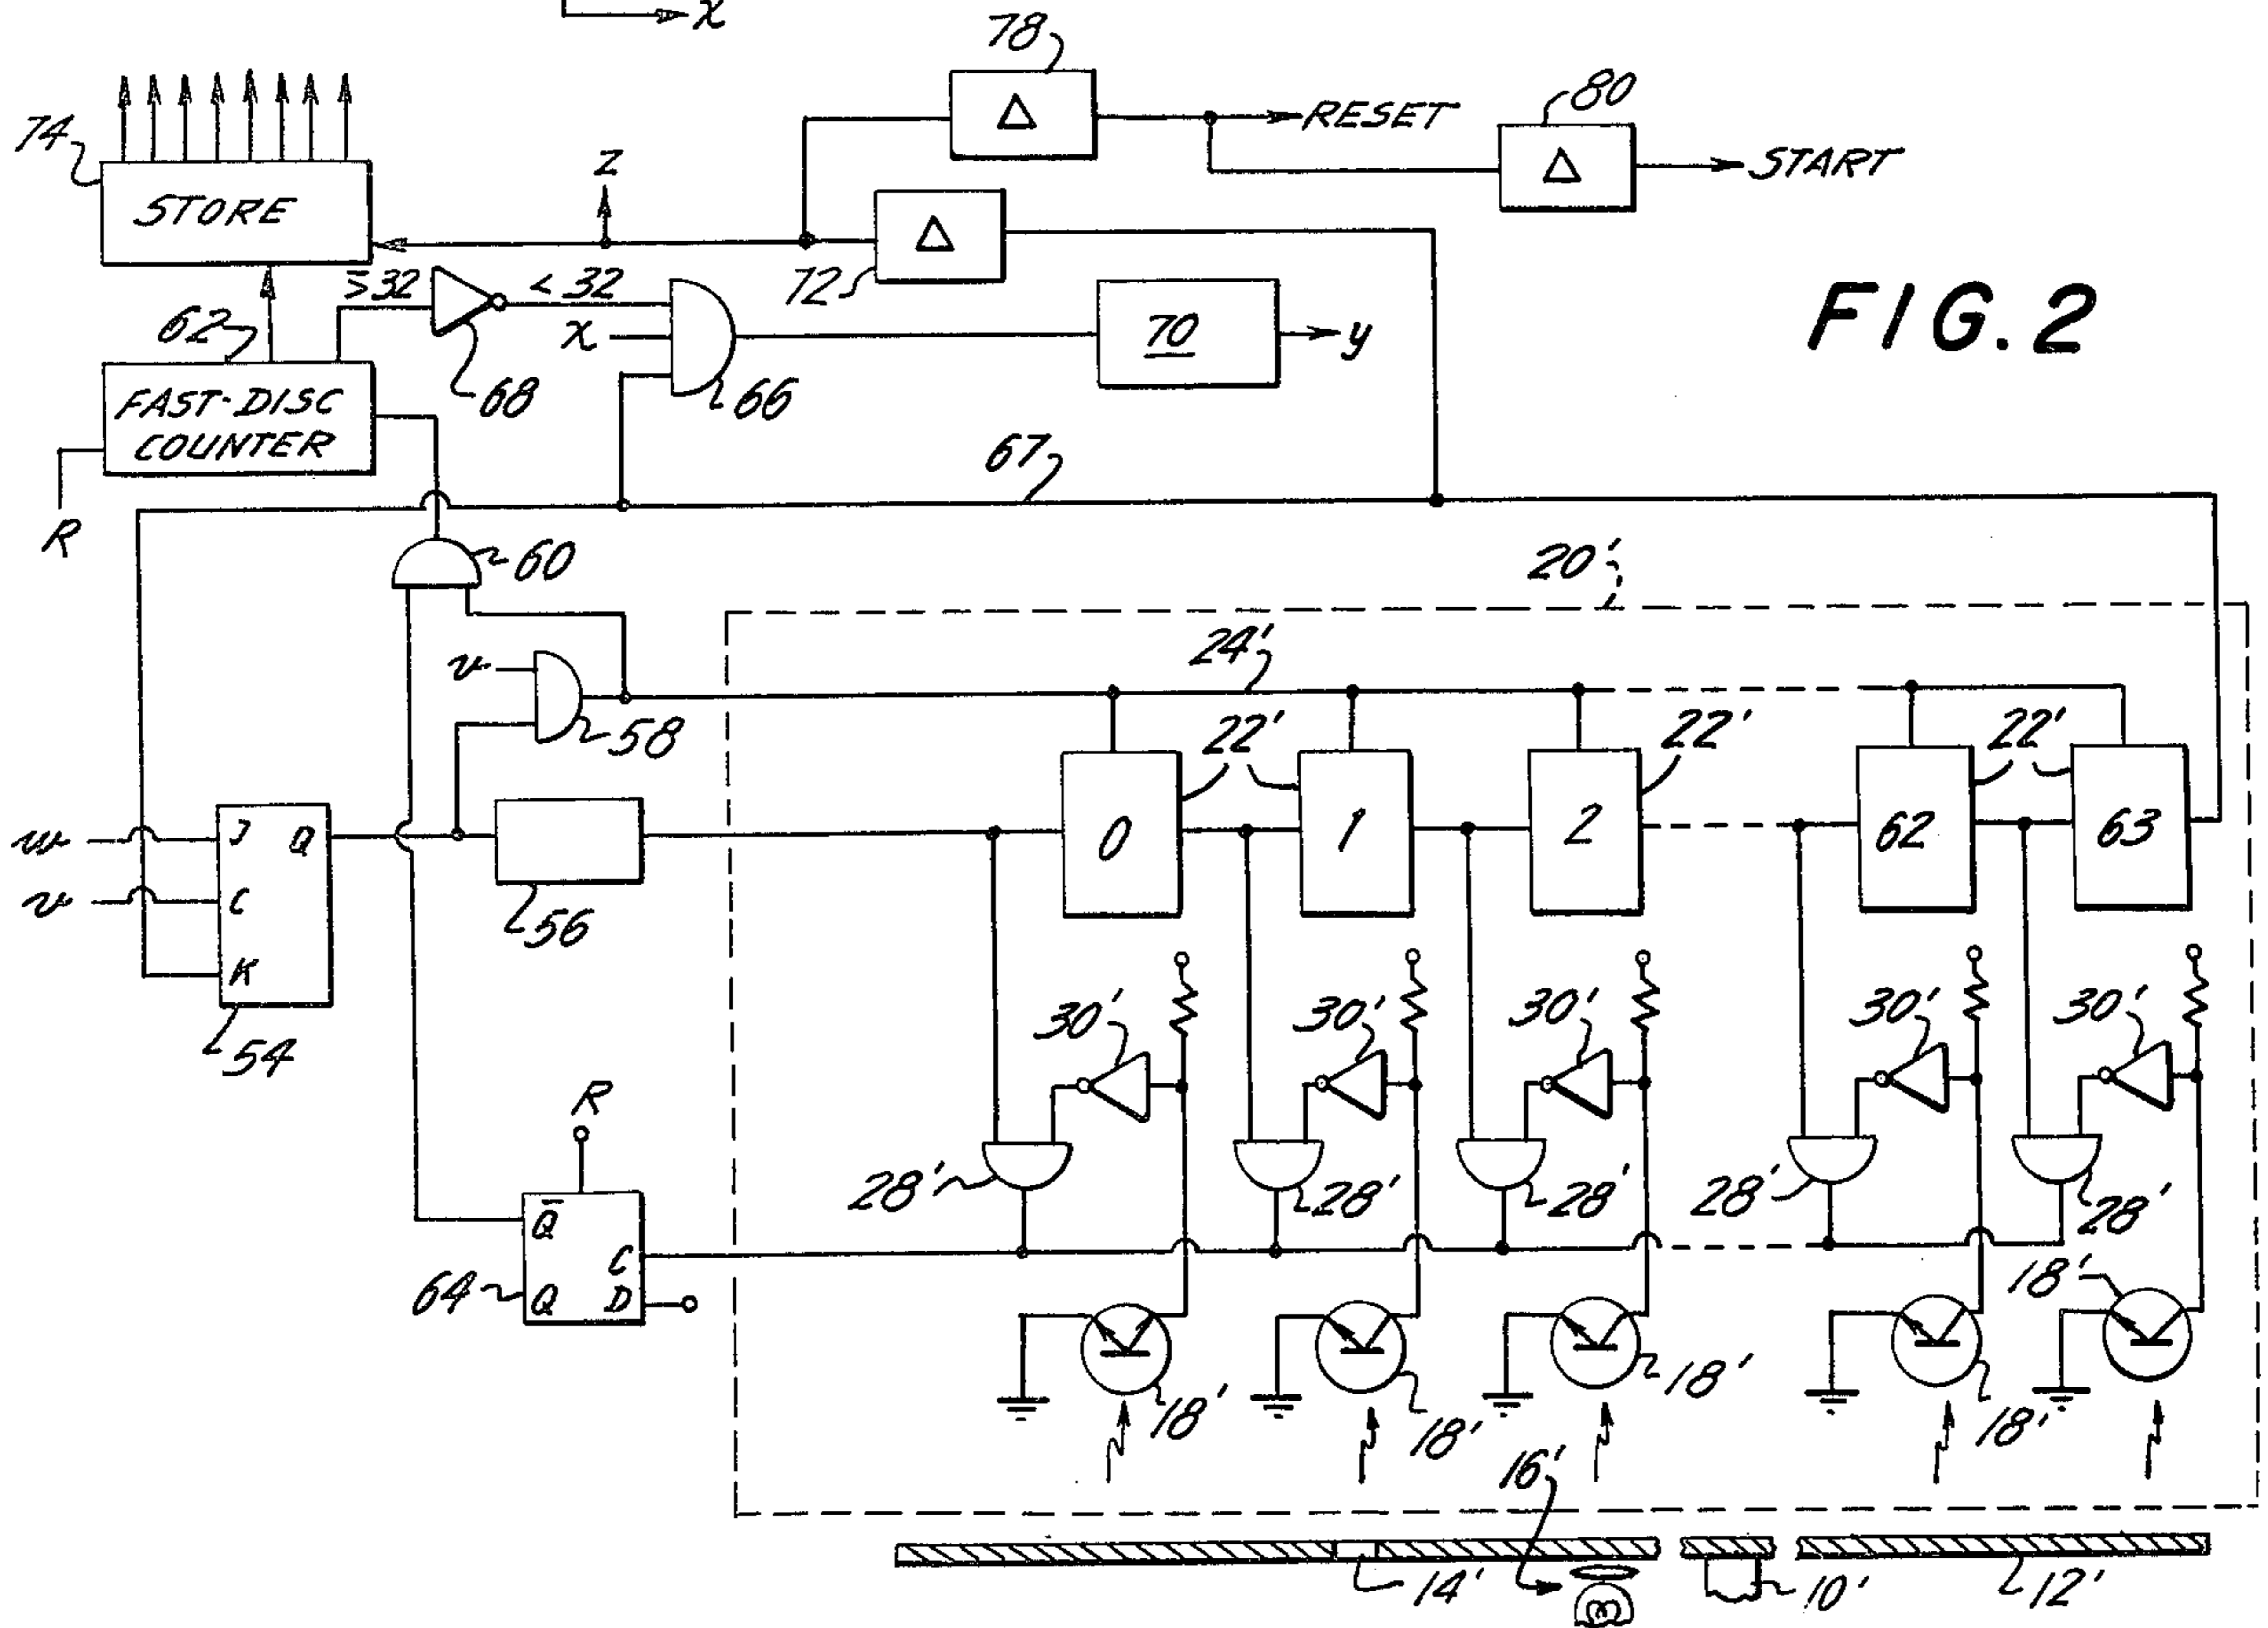 x
78
80
RESET
START
74
Z
STORE
Δ
Δ
Δ
72
≥32
< 32
FIG. 2
62
68
x
66
70
y
FAST-DISC
COUNTER
67
R
60
20'
24'
v
58
22'
22'
22'
w
J Q
0
1
2
62
63
v
C
56
K
54
30'
30'
30'
30'
30'
R
28'
28'
28'
28'
28'
Q̄
C
64
Q D
18'
18'
18'
18'
18'
16'
14'
10'
12'